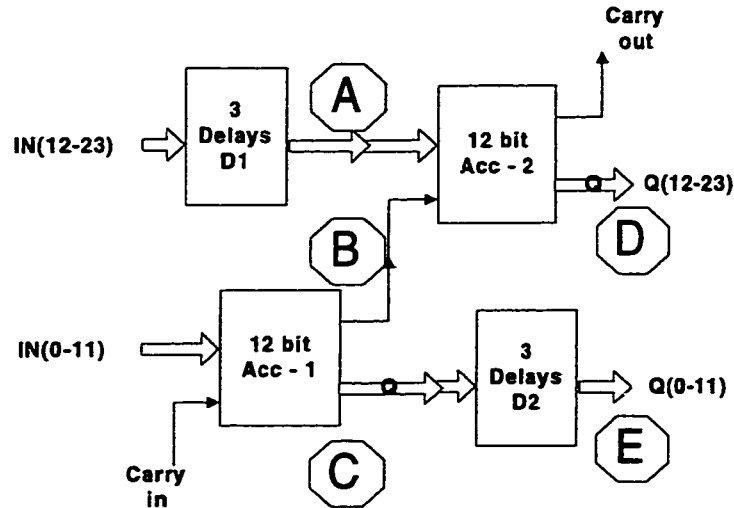 Carry
out
3
Delays
D1
A
IN(12-23)
12 bit
Acc - 2
Q
Q(12-23)
B
D
IN(0-11)
12 bit
Acc - 1
Q
3
Delays
D2
Q(0-11)
Carry
in
C
E